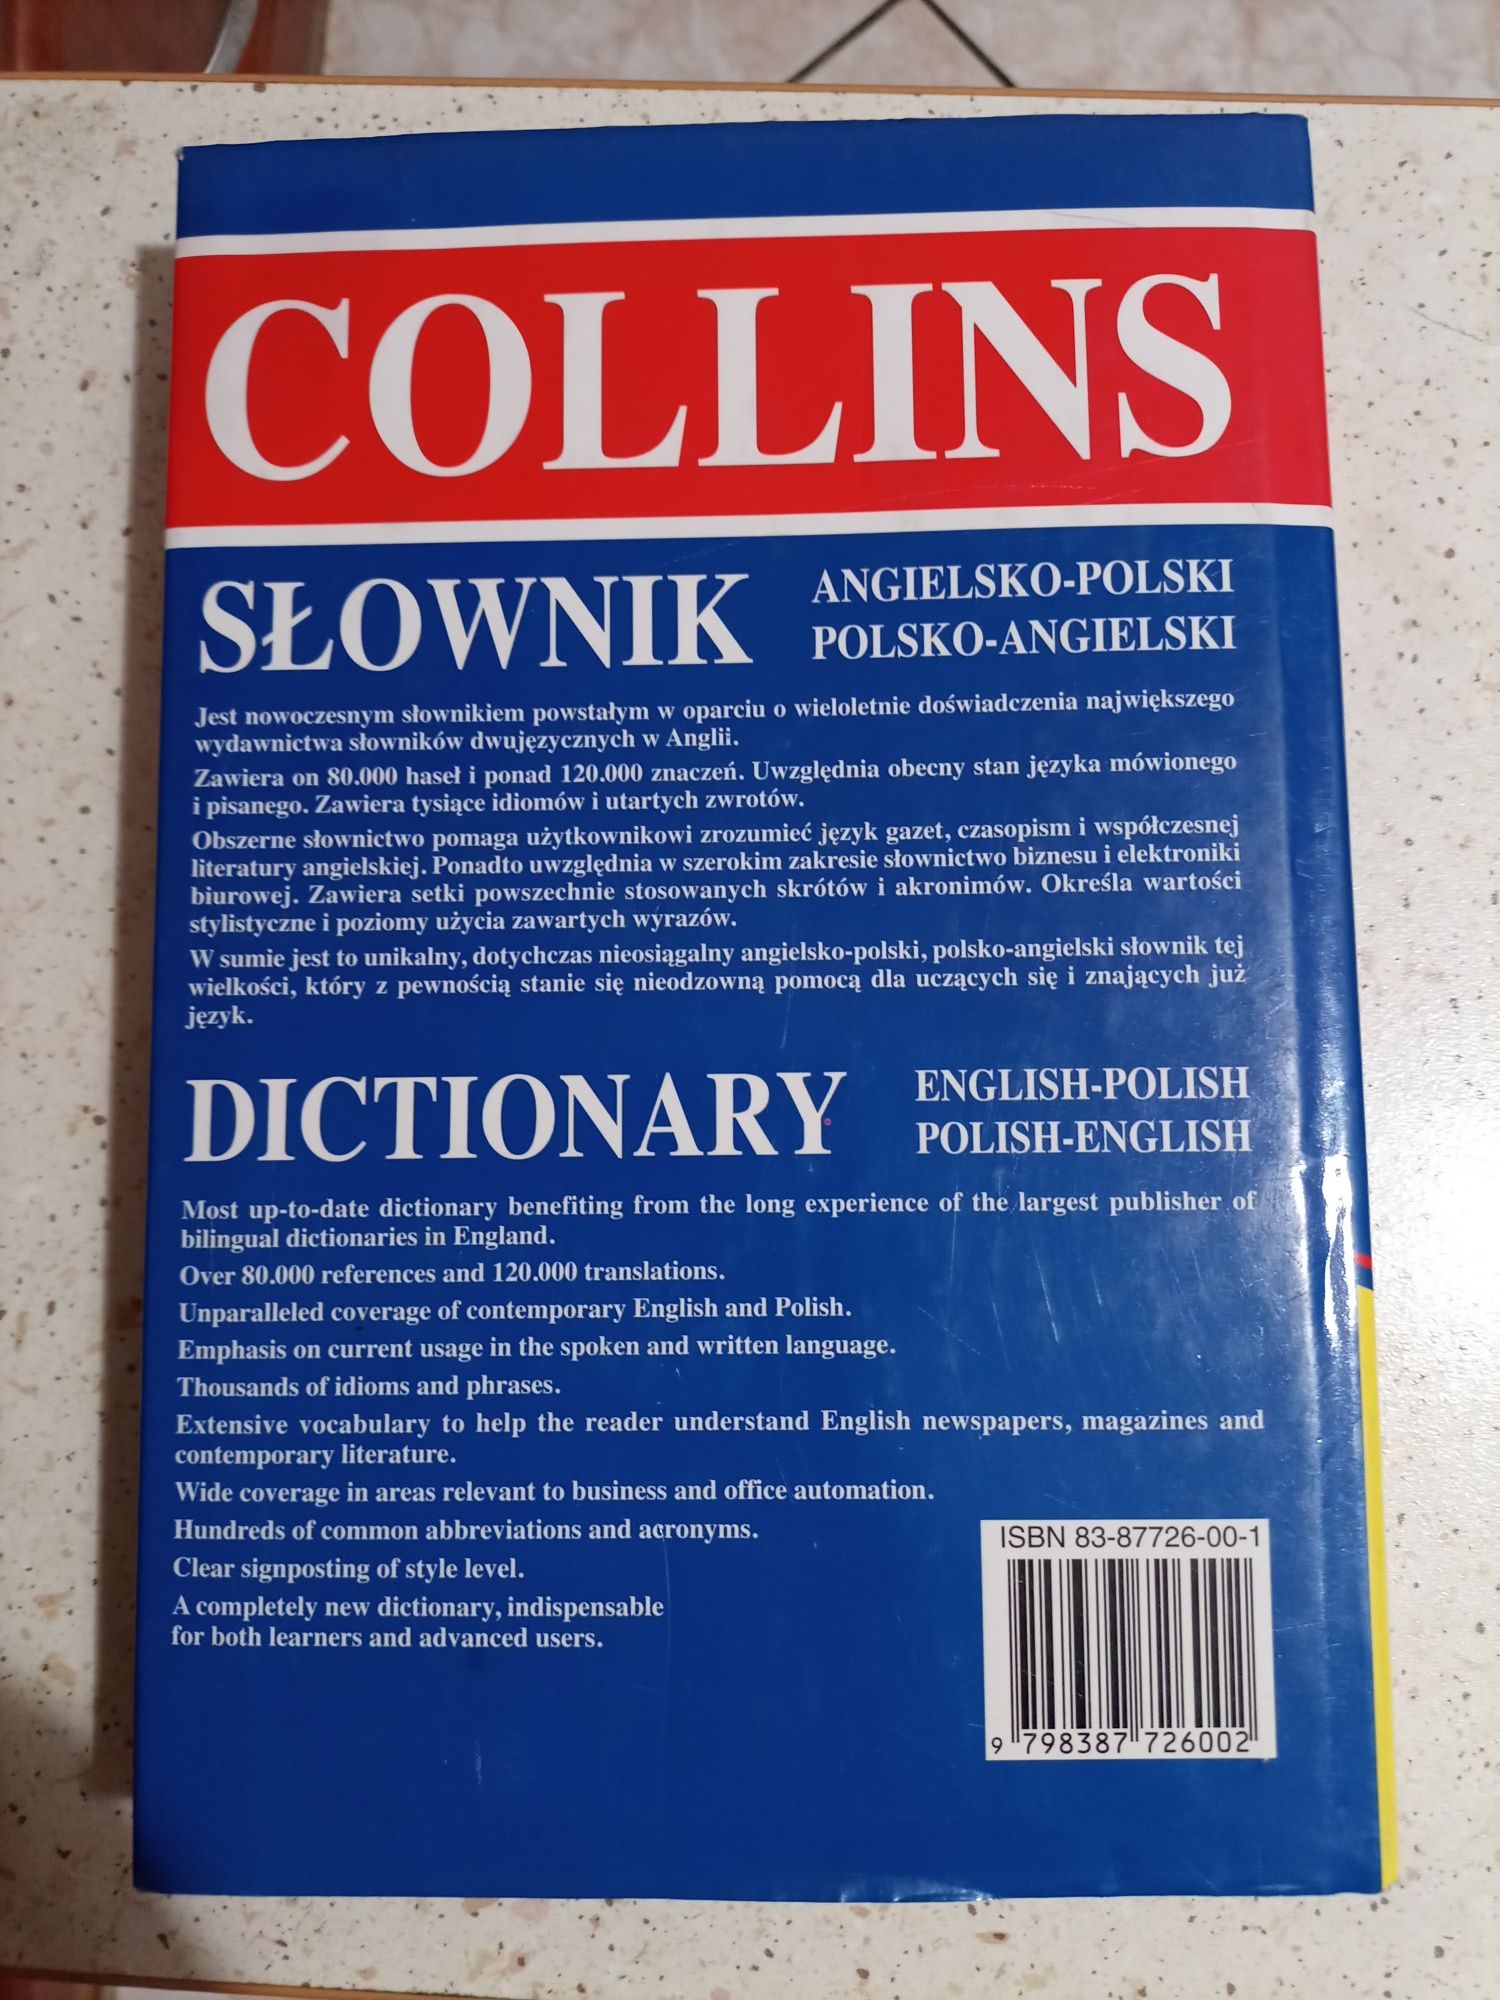 COLLINS
SŁOWNIK
ANGIELSKO-POLSKI
POLSKO-ANGIELSKI
Jest nowoczesnym słownikiem powstałym w oparciu o wieloletnie doświadczenia największego
wydawnictwa słowników dwujęzycznych w Anglii.
Zawiera on 80.000 haseł i ponad 120.000 znaczeń. Uwzględnia obecny stan języka mówionego
i pisanego. Zawiera tysiące idiomów i utartych zwrotów.
Obszerne słownictwo pomaga użytkownikowi zrozumieć język gazet, czasopism i współczesnej
literatury angielskiej. Ponadto uwzględnia w szerokim zakresie słownictwo biznesu i elektroniki
biurowej. Zawiera setki powszechnie stosowanych skrótów i akronimów. Określa wartości
stylistyczne i poziomy użycia zawartych wyrazów.
W sumie jest to unikalny, dotychczas nieosiągalny angielsko-polski, polsko-angielski słownik tej
wielkości, który z pewnością stanie się nieodzowną pomocą dla uczących się i znających już
język.
DICTIONARY
ENGLISH-POLISH
POLISH-ENGLISH
Most up-to-date dictionary benefiting from the long experience of the largest publisher of
bilingual dictionaries in England.
Over 80.000 references and 120.000 translations.
Unparalleled coverage of contemporary English and Polish.
Emphasis on current usage in the spoken and written language.
Thousands of idioms and phrases.
Extensive vocabulary to help the reader understand English newspapers, magazines and
contemporary literature.
Wide coverage in areas relevant to business and office automation.
Hundreds of common abbreviations and acronyms.
Clear signposting of style level.
A completely new dictionary, indispensable
for both learners and advanced users.
ISBN 83-87726-00-1
9 798387 726002